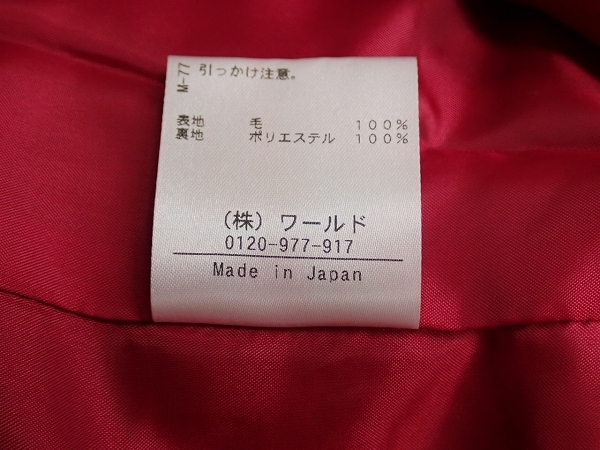 M-77
引っかけ注意。
表地 毛 100%
裏地 ポリエステル 100%
(株) ワールド
0120-977-917
Made in Japan